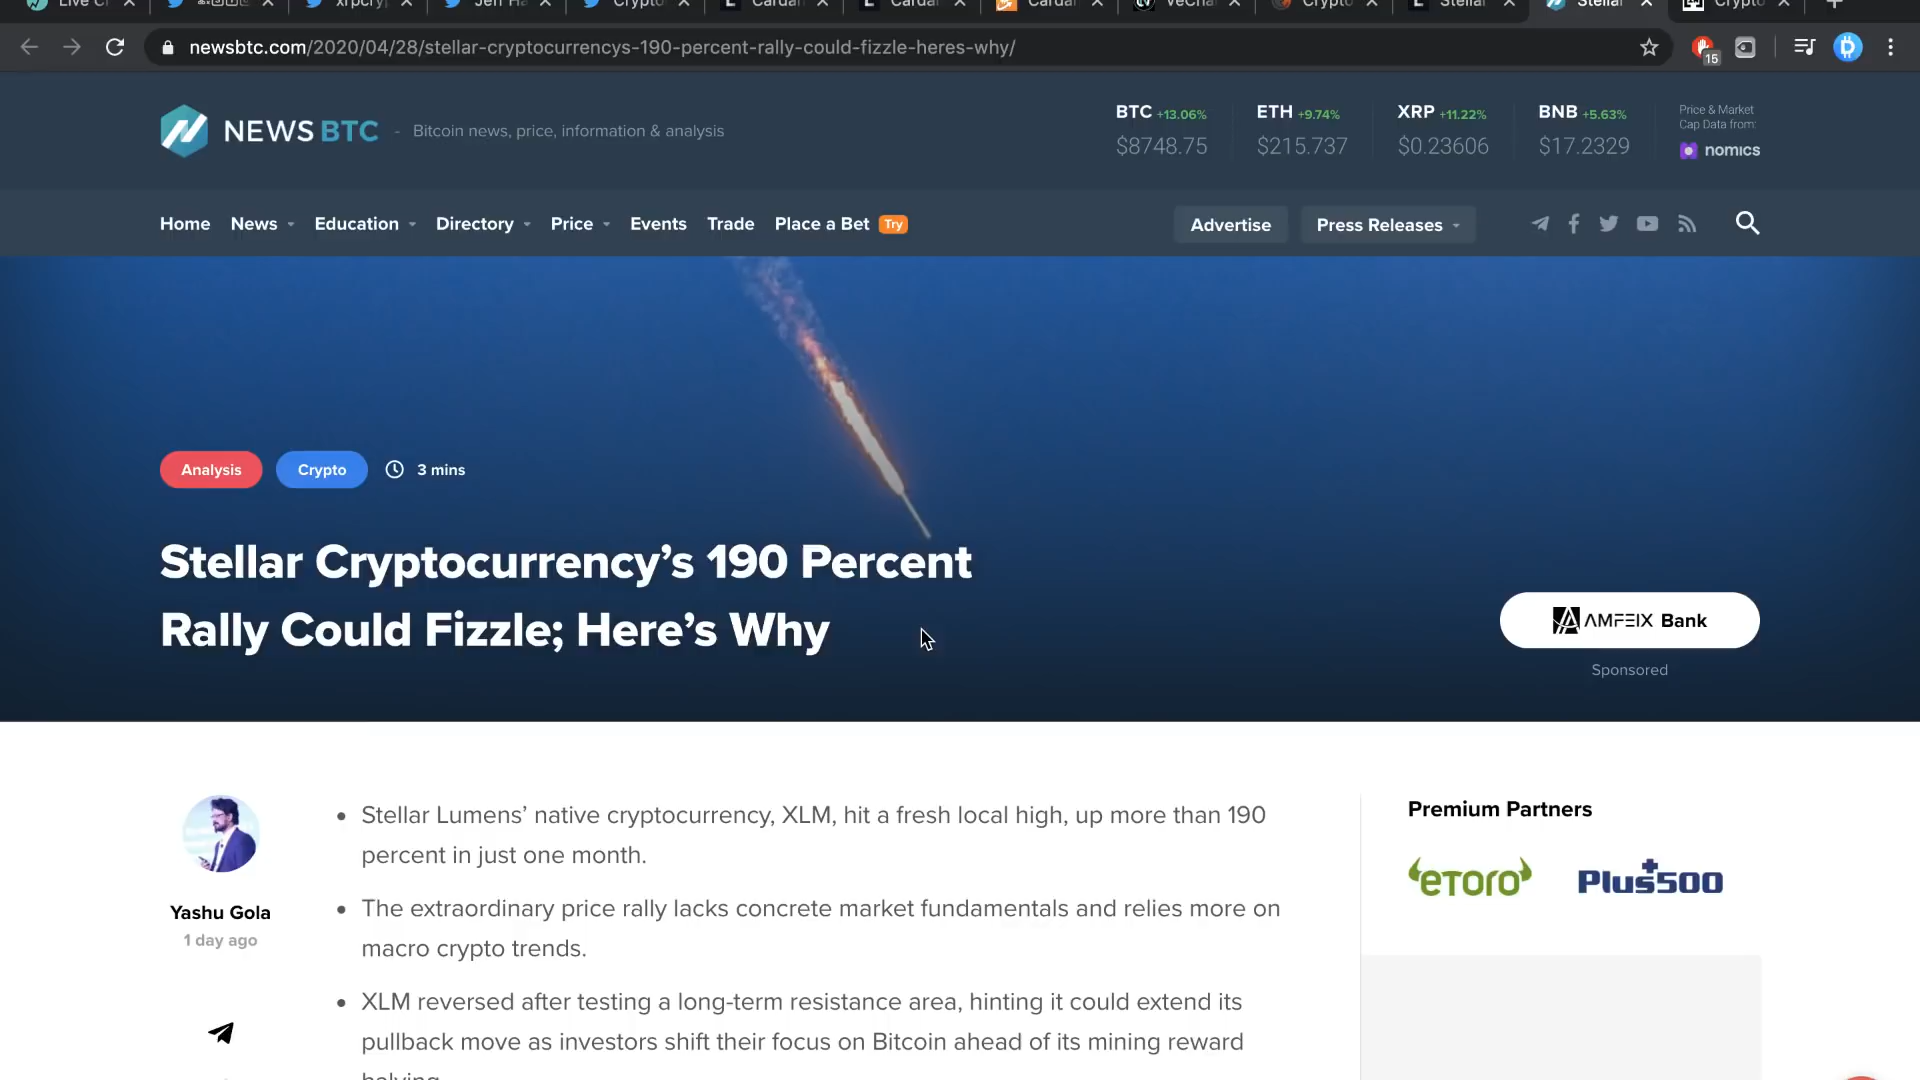 Live C
xrpcry
Jeff Ha
Crypto
Cardan
Cardan
Cardan
VeChai
Crypto
Stellar
Stellar
Crypto
newsbtc.com/2020/04/28/stellar-cryptocurrencys-190-percent-rally-could-fizzle-heres-why/
15
NEWSBTC - Bitcoin news, price, information & analysis
BTC +13.06%
$8748.75
ETH +9.74%
$215.737
XRP +11.22%
$0.23606
BNB +5.63%
$17.2329
Price & Market
Cap Data from:
nomics
Home News Education Directory Price Events Trade Place a Bet Try
Advertise Press Releases
Analysis Crypto 3 mins
Stellar Cryptocurrency’s 190 Percent
Rally Could Fizzle; Here’s Why
AMFEIX Bank
Sponsored
Yashu Gola
1 day ago
• Stellar Lumens’ native cryptocurrency, XLM, hit a fresh local high, up more than 190
percent in just one month.
• The extraordinary price rally lacks concrete market fundamentals and relies more on
macro crypto trends.
• XLM reversed after testing a long-term resistance area, hinting it could extend its
pullback move as investors shift their focus on Bitcoin ahead of its mining reward
halving.
Premium Partners
eToro
Plus500